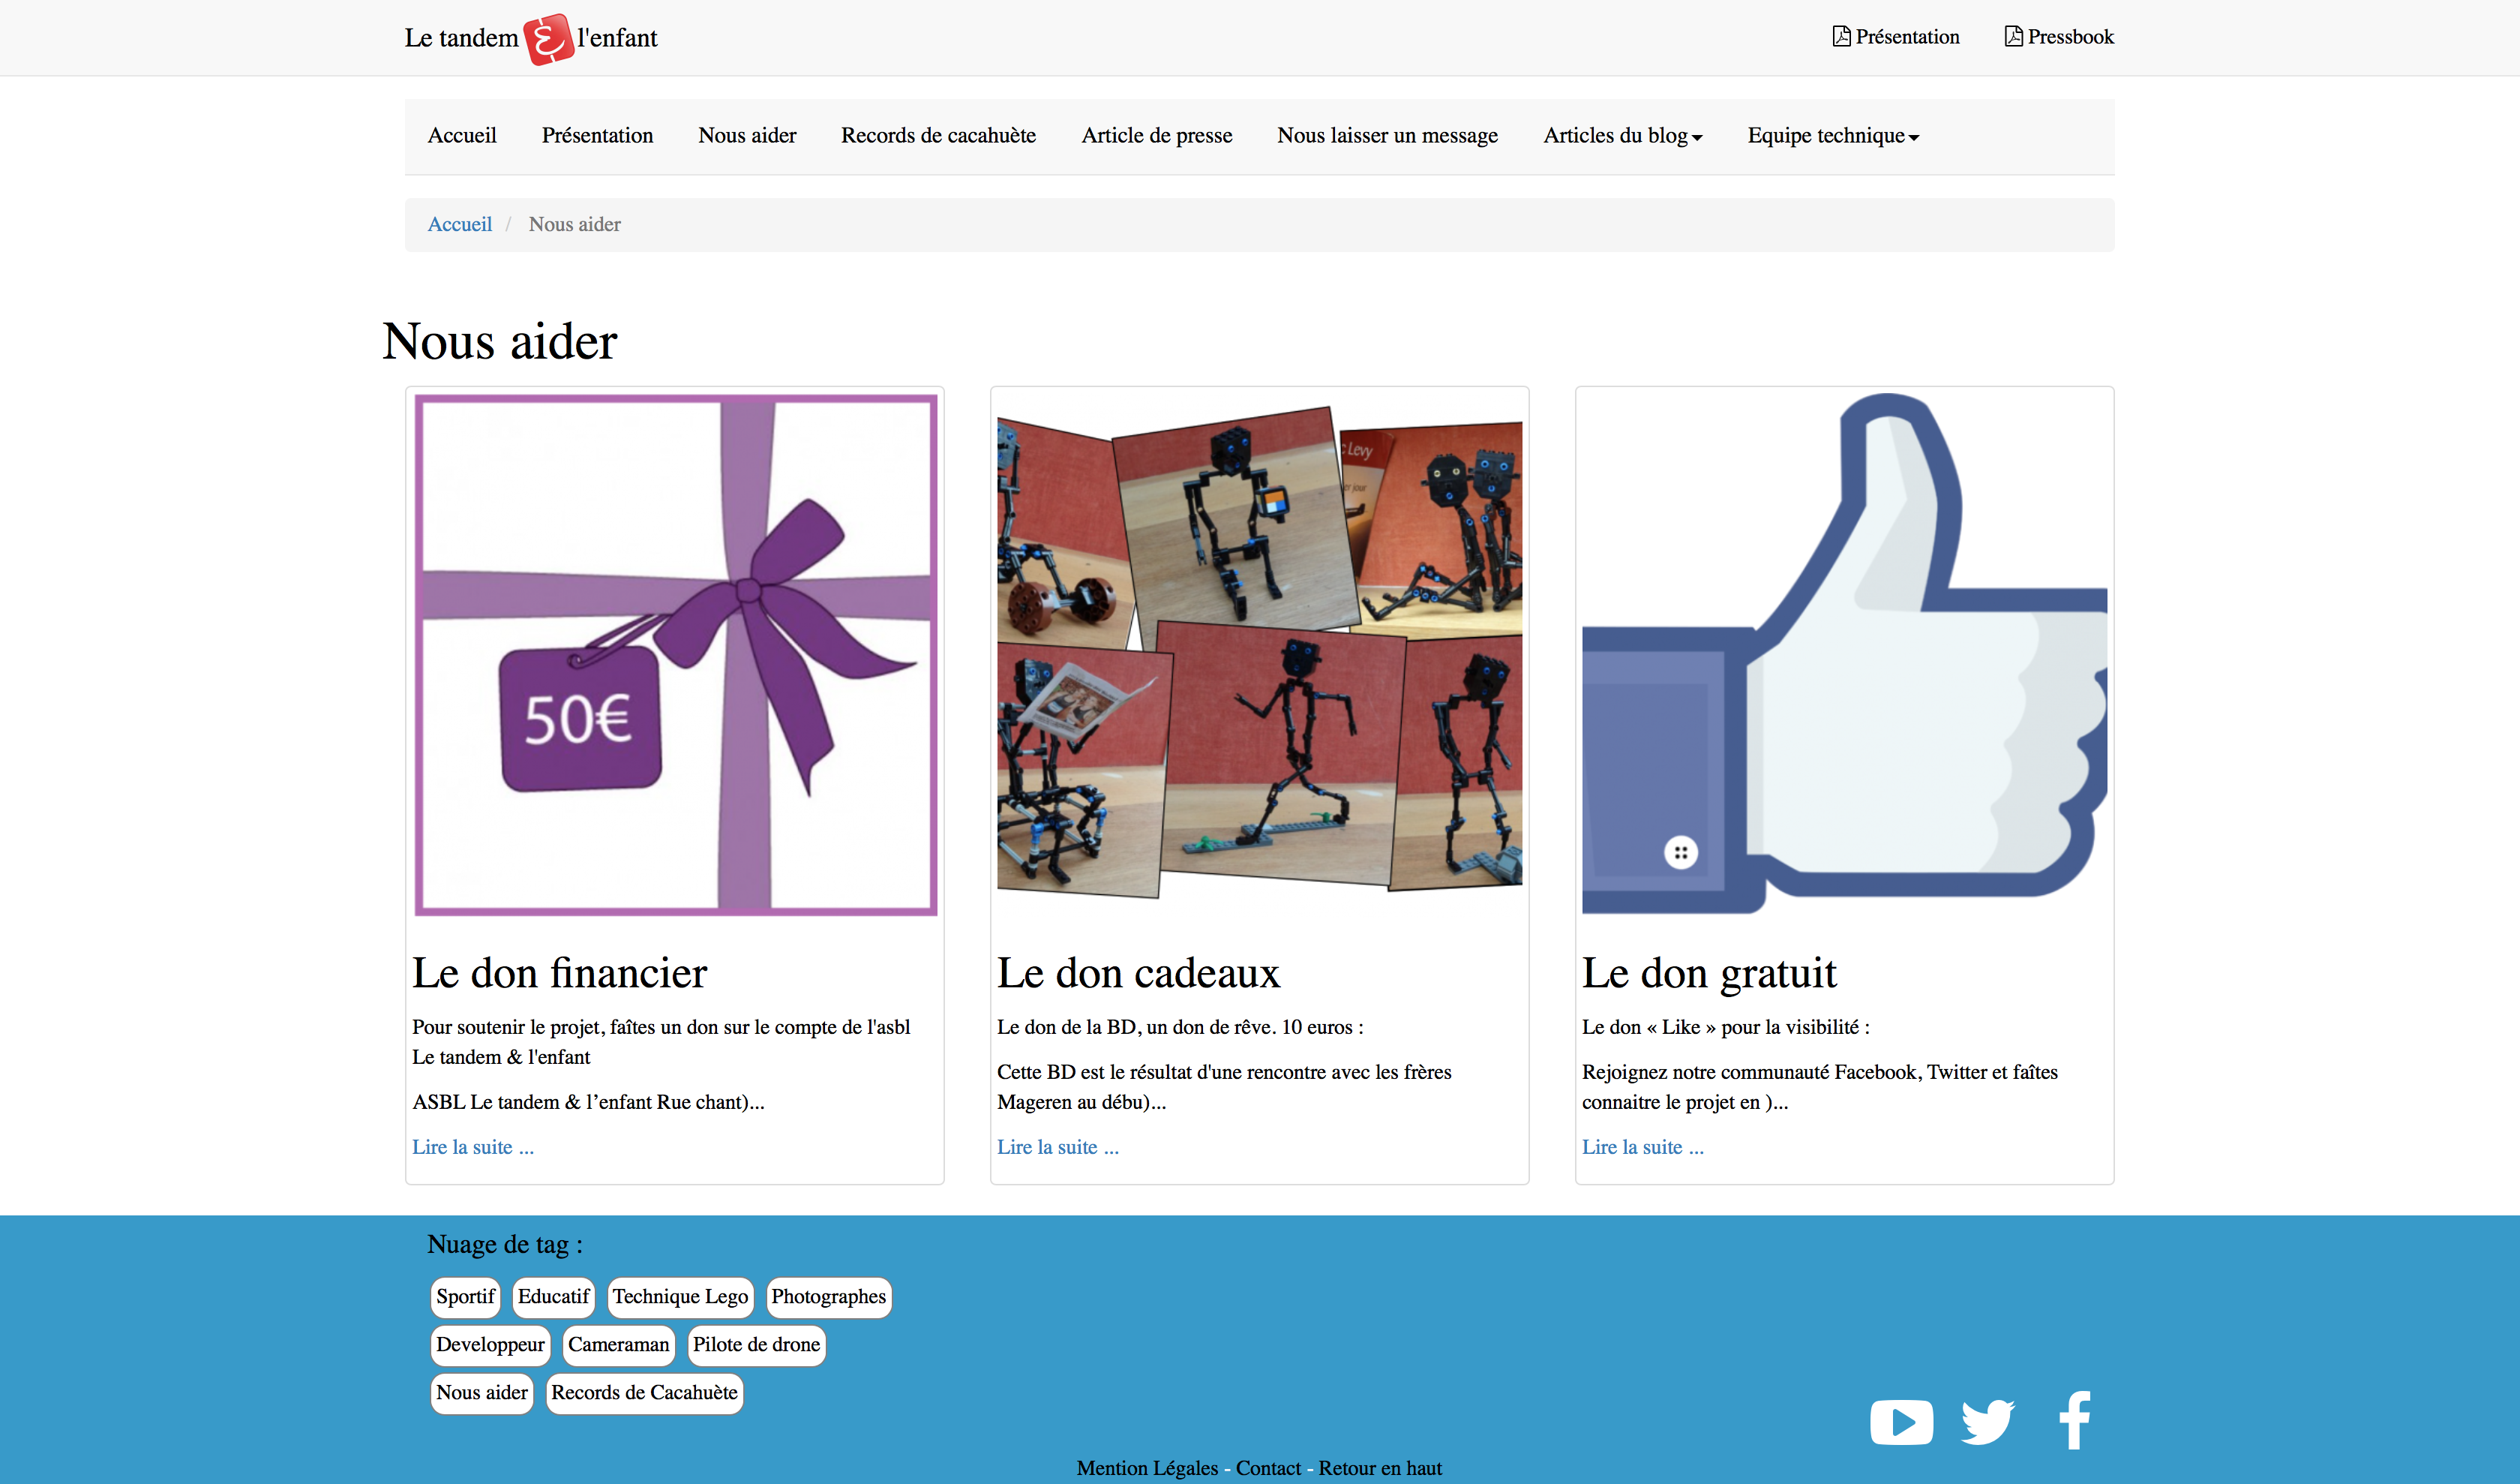 Le tandem & l'enfant
Présentation
Pressbook
Accueil
Présentation
Nous aider
Records de cacahuète
Article de presse
Nous laisser un message
Articles du blog
Equipe technique
Accueil / Nous aider
Nous aider
50€
c Levy
er jour
Le don financier
Pour soutenir le projet, faîtes un don sur le compte de l'asbl
Le tandem & l'enfant
ASBL Le tandem & l’enfant Rue chant)...
Lire la suite ...
Le don cadeaux
Le don de la BD, un don de rêve. 10 euros :
Cette BD est le résultat d'une rencontre avec les frères
Mageren au débu)...
Lire la suite ...
Le don gratuit
Le don « Like » pour la visibilité :
Rejoignez notre communauté Facebook, Twitter et faîtes
connaitre le projet en )...
Lire la suite ...
Nuage de tag :
Sportif Educatif Technique Lego Photographes
Developpeur Cameraman Pilote de drone
Nous aider Records de Cacahuète
Mention Légales - Contact - Retour en haut